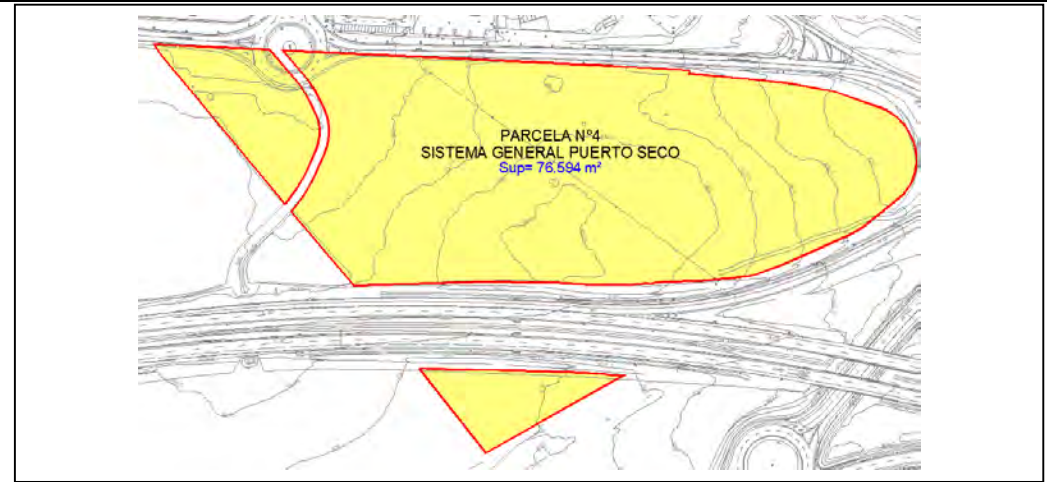 PARCELA Nº4
SISTEMA GENERAL PUERTO SECO
Sup= 76.594 m²